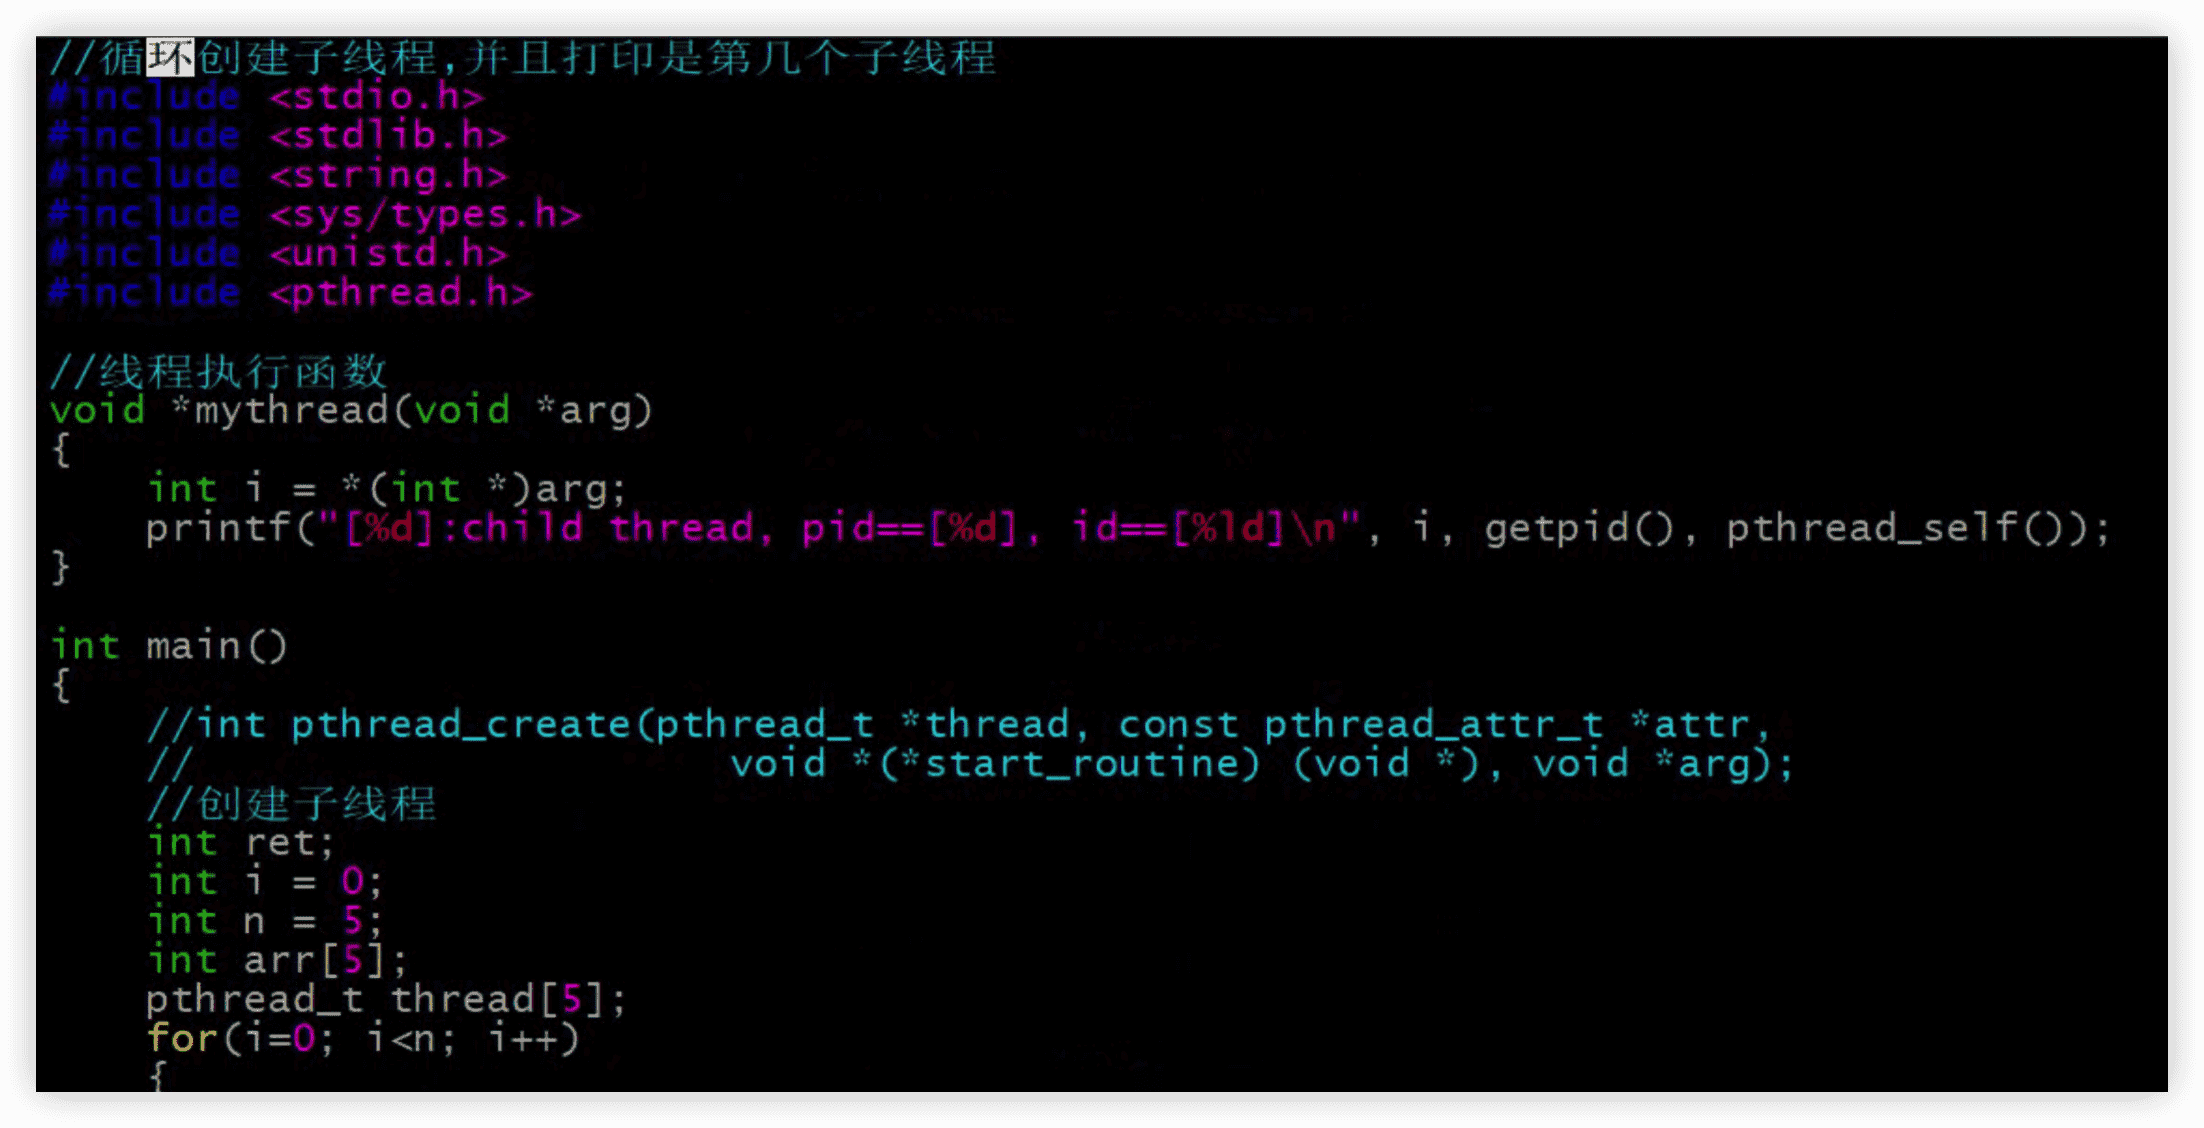 //循环创建子线程,并且打印是第几个子线程
#include <stdio.h>
#include <stdlib.h>
#include <string.h>
#include <sys/types.h>
#include <unistd.h>
#include <pthread.h>
//线程执行函数
void *mythread(void *arg)
{
    int i = *(int *)arg;
    printf("[%d]:child thread, pid==[%d], id==[%ld]\n", i, getpid(), pthread_self());
}
int main()
{
    //int pthread_create(pthread_t *thread, const pthread_attr_t *attr,
    //                      void *(*start_routine) (void *), void *arg);
    //创建子线程
    int ret;
    int i = 0;
    int n = 5;
    int arr[5];
    pthread_t thread[5];
    for(i=0; i<n; i++)
    {